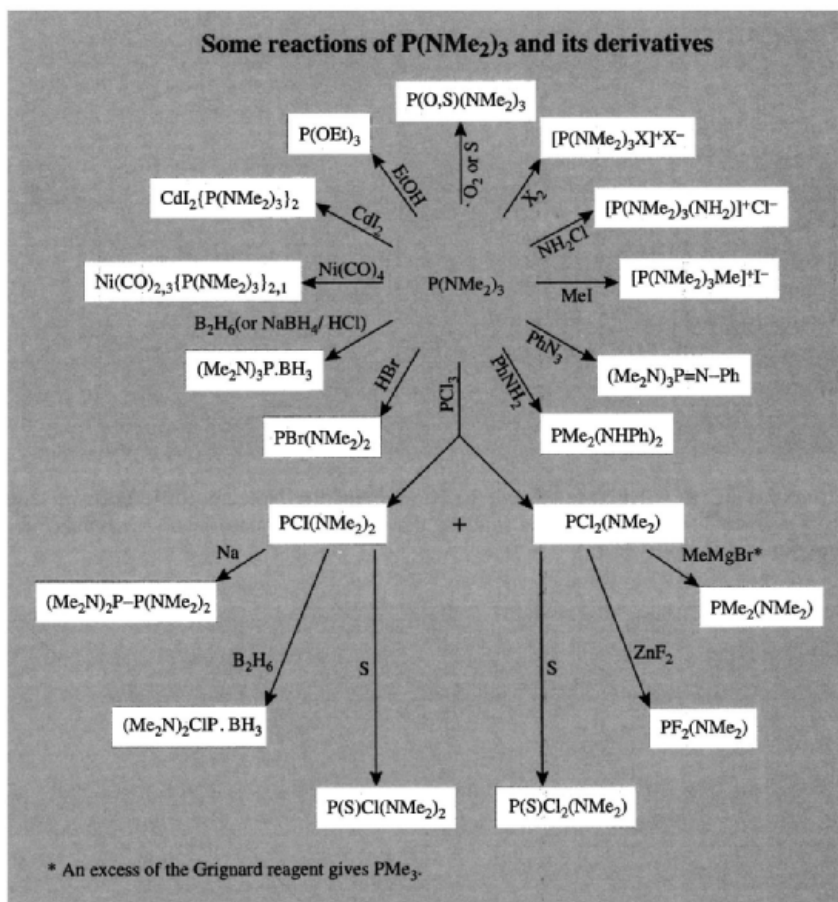 Some reactions of P(NMe₂)₃ and its derivatives
P(O,S)(NMe₂)₃
P(OEt)₃
[P(NMe₂)₃X]⁺X⁻
EtOH
O₂ or S
X₂
CdI₂{P(NMe₂)₃}₂
CdI₂
NH₂Cl
[P(NMe₂)₃(NH₂)]⁺Cl⁻
Ni(CO)₂,₃{P(NMe₂)₃}₂,₁
Ni(CO)₄
P(NMe₂)₃
MeI
[P(NMe₂)₃Me]⁺I⁻
B₂H₆(or NaBH₄/ HCl)
(Me₂N)₃P.BH₃
HBr
PCl₃
PhNH₂
PhN₃
(Me₂N)₃P=N–Ph
PBr(NMe₂)₂
PMe₂(NHPh)₂
PCl(NMe₂)₂
+
PCl₂(NMe₂)
Na
MeMgBr*
(Me₂N)₂P–P(NMe₂)₂
PMe₂(NMe₂)
B₂H₆
S
S
ZnF₂
(Me₂N)₂ClP. BH₃
PF₂(NMe₂)
P(S)Cl(NMe₂)₂
P(S)Cl₂(NMe₂)
* An excess of the Grignard reagent gives PMe₃.